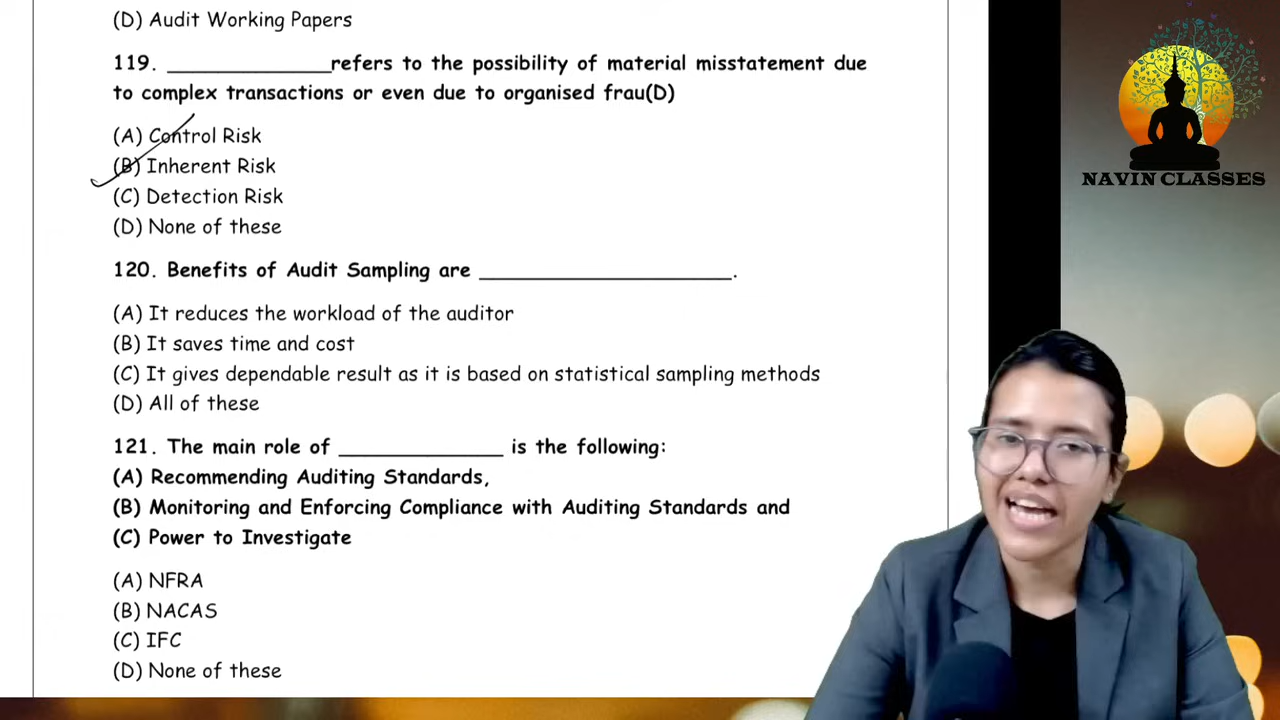 (D) Audit Working Papers
119. ______________refers to the possibility of material misstatement due
to complex transactions or even due to organised frau(D)
(A) Control Risk
(B) Inherent Risk
(C) Detection Risk
(D) None of these
120. Benefits of Audit Sampling are ______________________.
(A) It reduces the workload of the auditor
(B) It saves time and cost
(C) It gives dependable result as it is based on statistical sampling methods
(D) All of these
121. The main role of ______________ is the following:
(A) Recommending Auditing Standards,
(B) Monitoring and Enforcing Compliance with Auditing Standards and
(C) Power to Investigate
(A) NFRA
(B) NACAS
(C) IFC
(D) None of these
NAVIN CLASSES